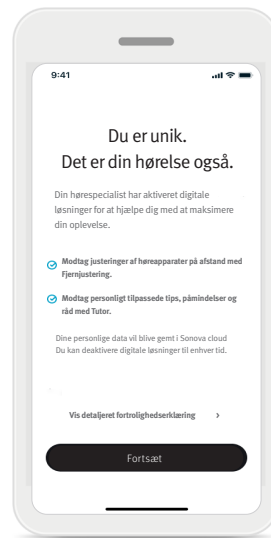 9:41
Du er unik.
Det er din hørelse også.
Din hørespecialist har aktiveret digitale
løsninger for at hjælpe dig med at maksimere
din oplevelse.
Modtag justeringer af høreapparater på afstand med
Fjernjustering.
Modtag personligt tilpassede tips, påmindelser og
råd med Tutor.
Dine personlige data vil blive gemt i Sonova cloud
Du kan deaktivere digitale løsninger til enhver tid.
Vis detaljeret fortrolighedserklæring
Fortsæt